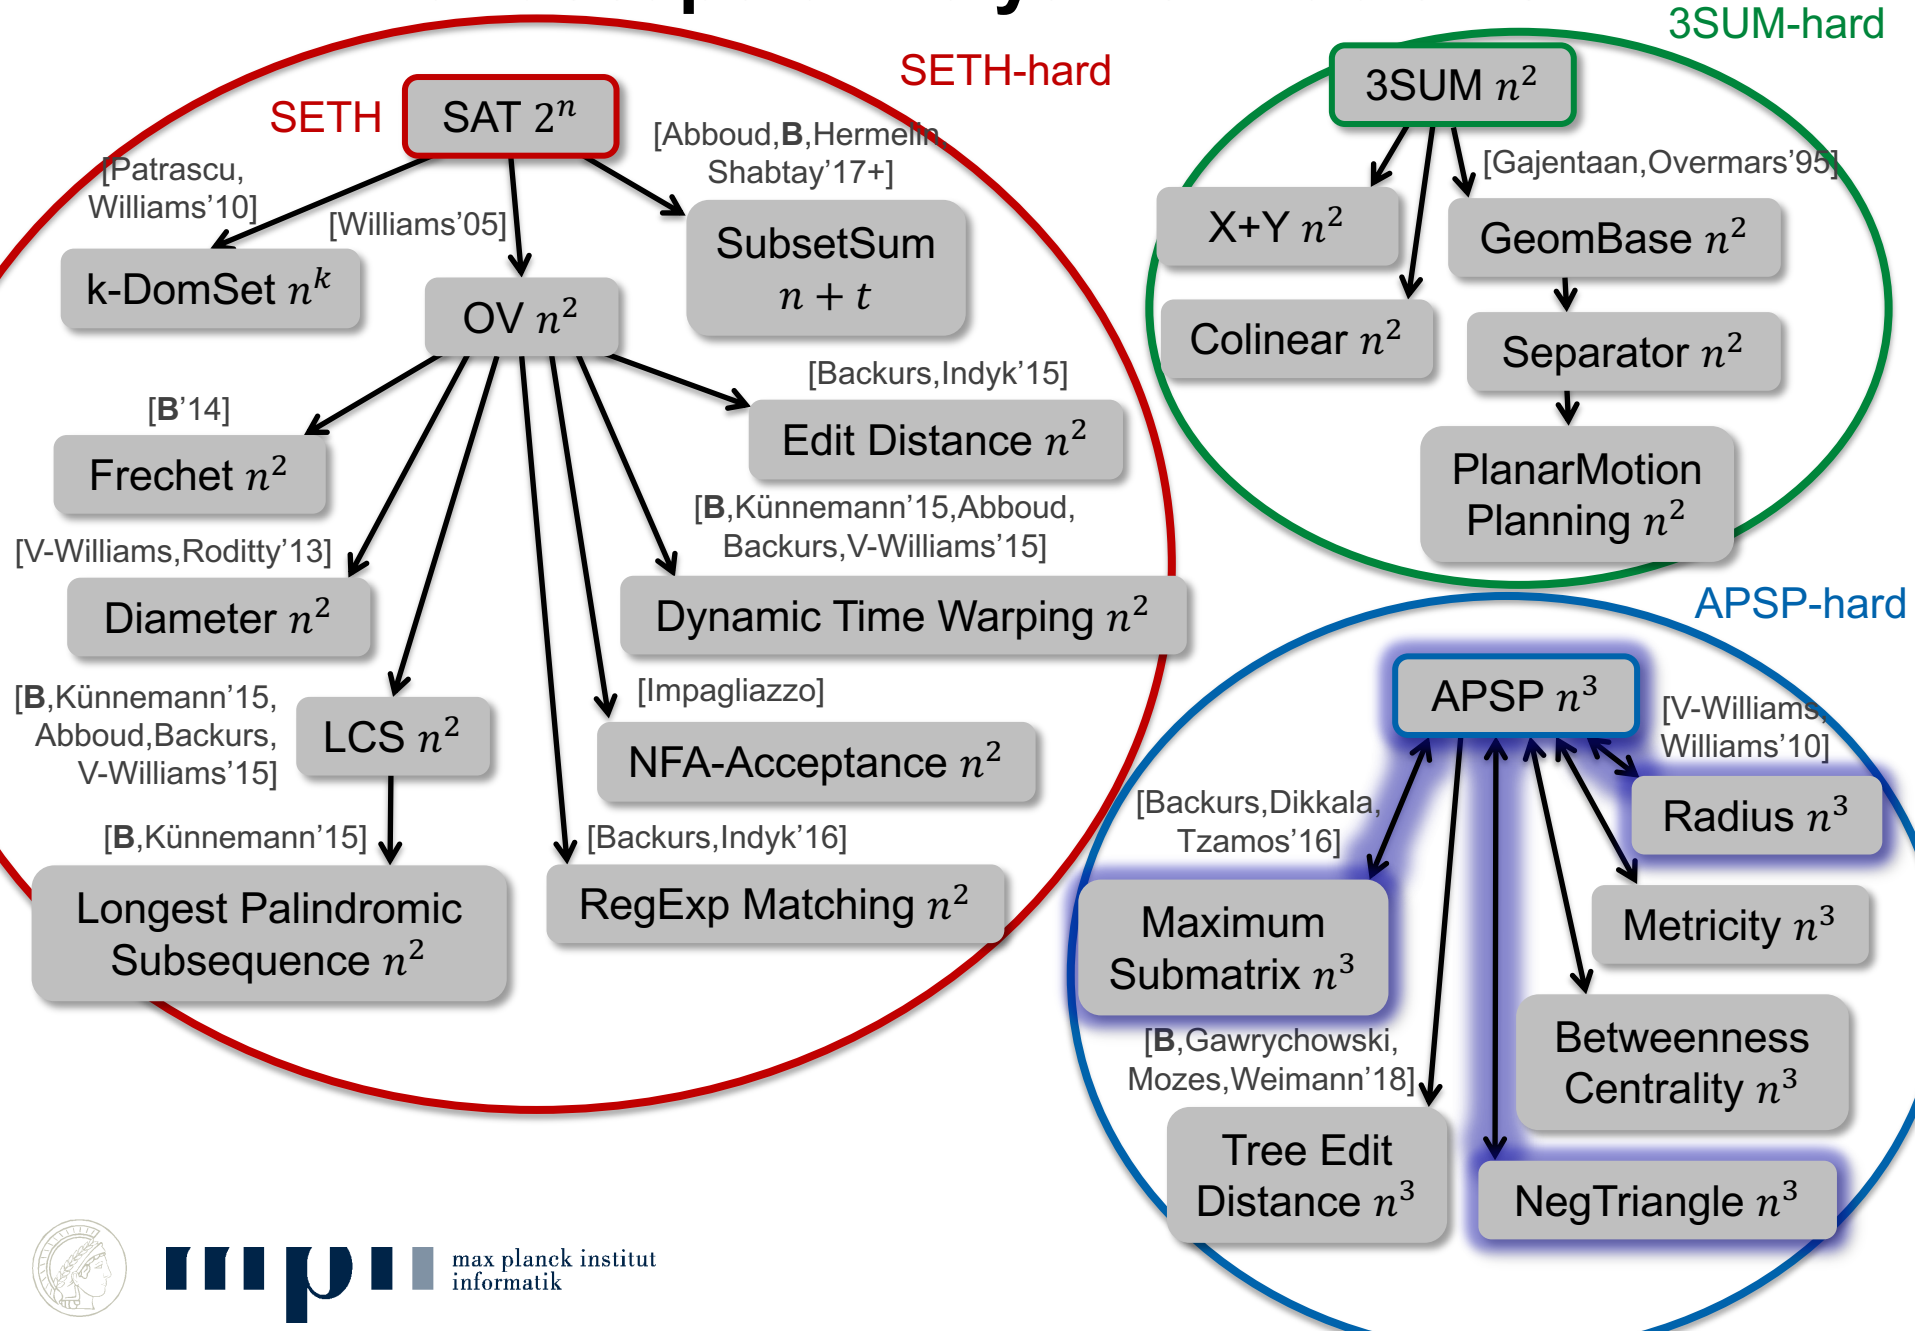 SETH-hard
SETH
SAT 2^n
[Patrascu,
Williams’10]
[Williams’05]
[Abboud,B,Hermelin,
Shabtay’17+]
k-DomSet n^k
OV n^2
SubsetSum
n + t
[B’14]
[Backurs,Indyk’15]
Frechet n^2
Edit Distance n^2
[V-Williams,Roditty’13]
[B,Künnemann’15,Abboud,
Backurs,V-Williams’15]
Diameter n^2
Dynamic Time Warping n^2
[B,Künnemann’15,
Abboud,Backurs,
V-Williams’15]
LCS n^2
[Impagliazzo]
NFA-Acceptance n^2
[B,Künnemann’15]
[Backurs,Indyk’16]
Longest Palindromic
Subsequence n^2
RegExp Matching n^2
3SUM-hard
3SUM n^2
[Gajentaan,Overmars’95]
X+Y n^2
GeomBase n^2
Colinear n^2
Separator n^2
PlanarMotion
Planning n^2
APSP-hard
APSP n^3
[V-Williams,
Williams’10]
[Backurs,Dikkala,
Tzamos’16]
Radius n^3
Maximum
Submatrix n^3
Metricity n^3
[B,Gawrychowski,
Mozes,Weimann’18]
Betweenness
Centrality n^3
Tree Edit
Distance n^3
NegTriangle n^3
max planck institut
informatik